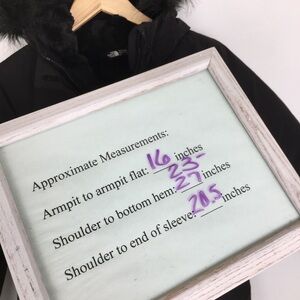 Approximate Measurements:
Armpit to armpit flat: 16 inches
23-
Shoulder to bottom hem: 27 inches
Shoulder to end of sleeve: 20.5 inches